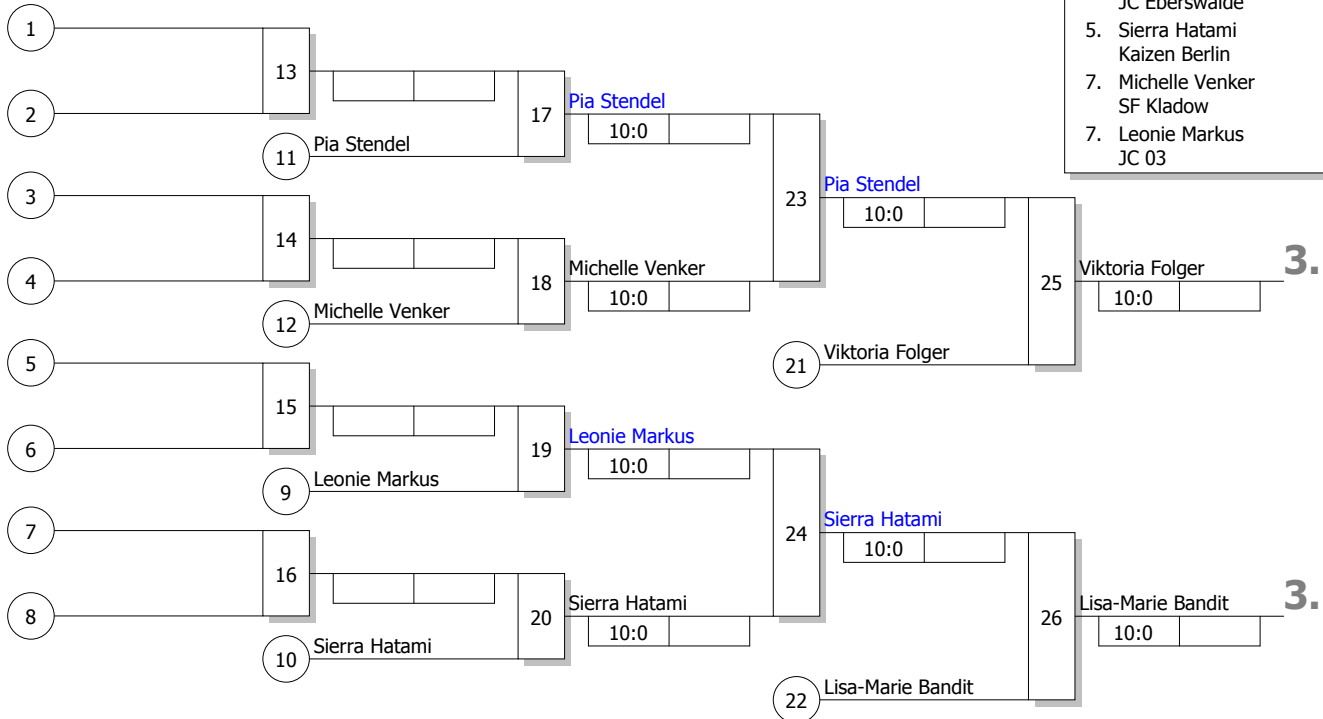 JC Eberswalde
5. Sierra Hatami
Kaizen Berlin
7. Michelle Venker
SF Kladow
7. Leonie Markus
JC 03
1
13
2
17
Pia Stendel
10:0
11
Pia Stendel
3
23
Pia Stendel
10:0
14
4
18
Michelle Venker
10:0
12
Michelle Venker
25
Viktoria Folger
3.
10:0
21
Viktoria Folger
5
15
6
19
Leonie Markus
10:0
9
Leonie Markus
7
24
Sierra Hatami
10:0
16
8
20
Sierra Hatami
10:0
10
Sierra Hatami
26
Lisa-Marie Bandit
3.
10:0
22
Lisa-Marie Bandit